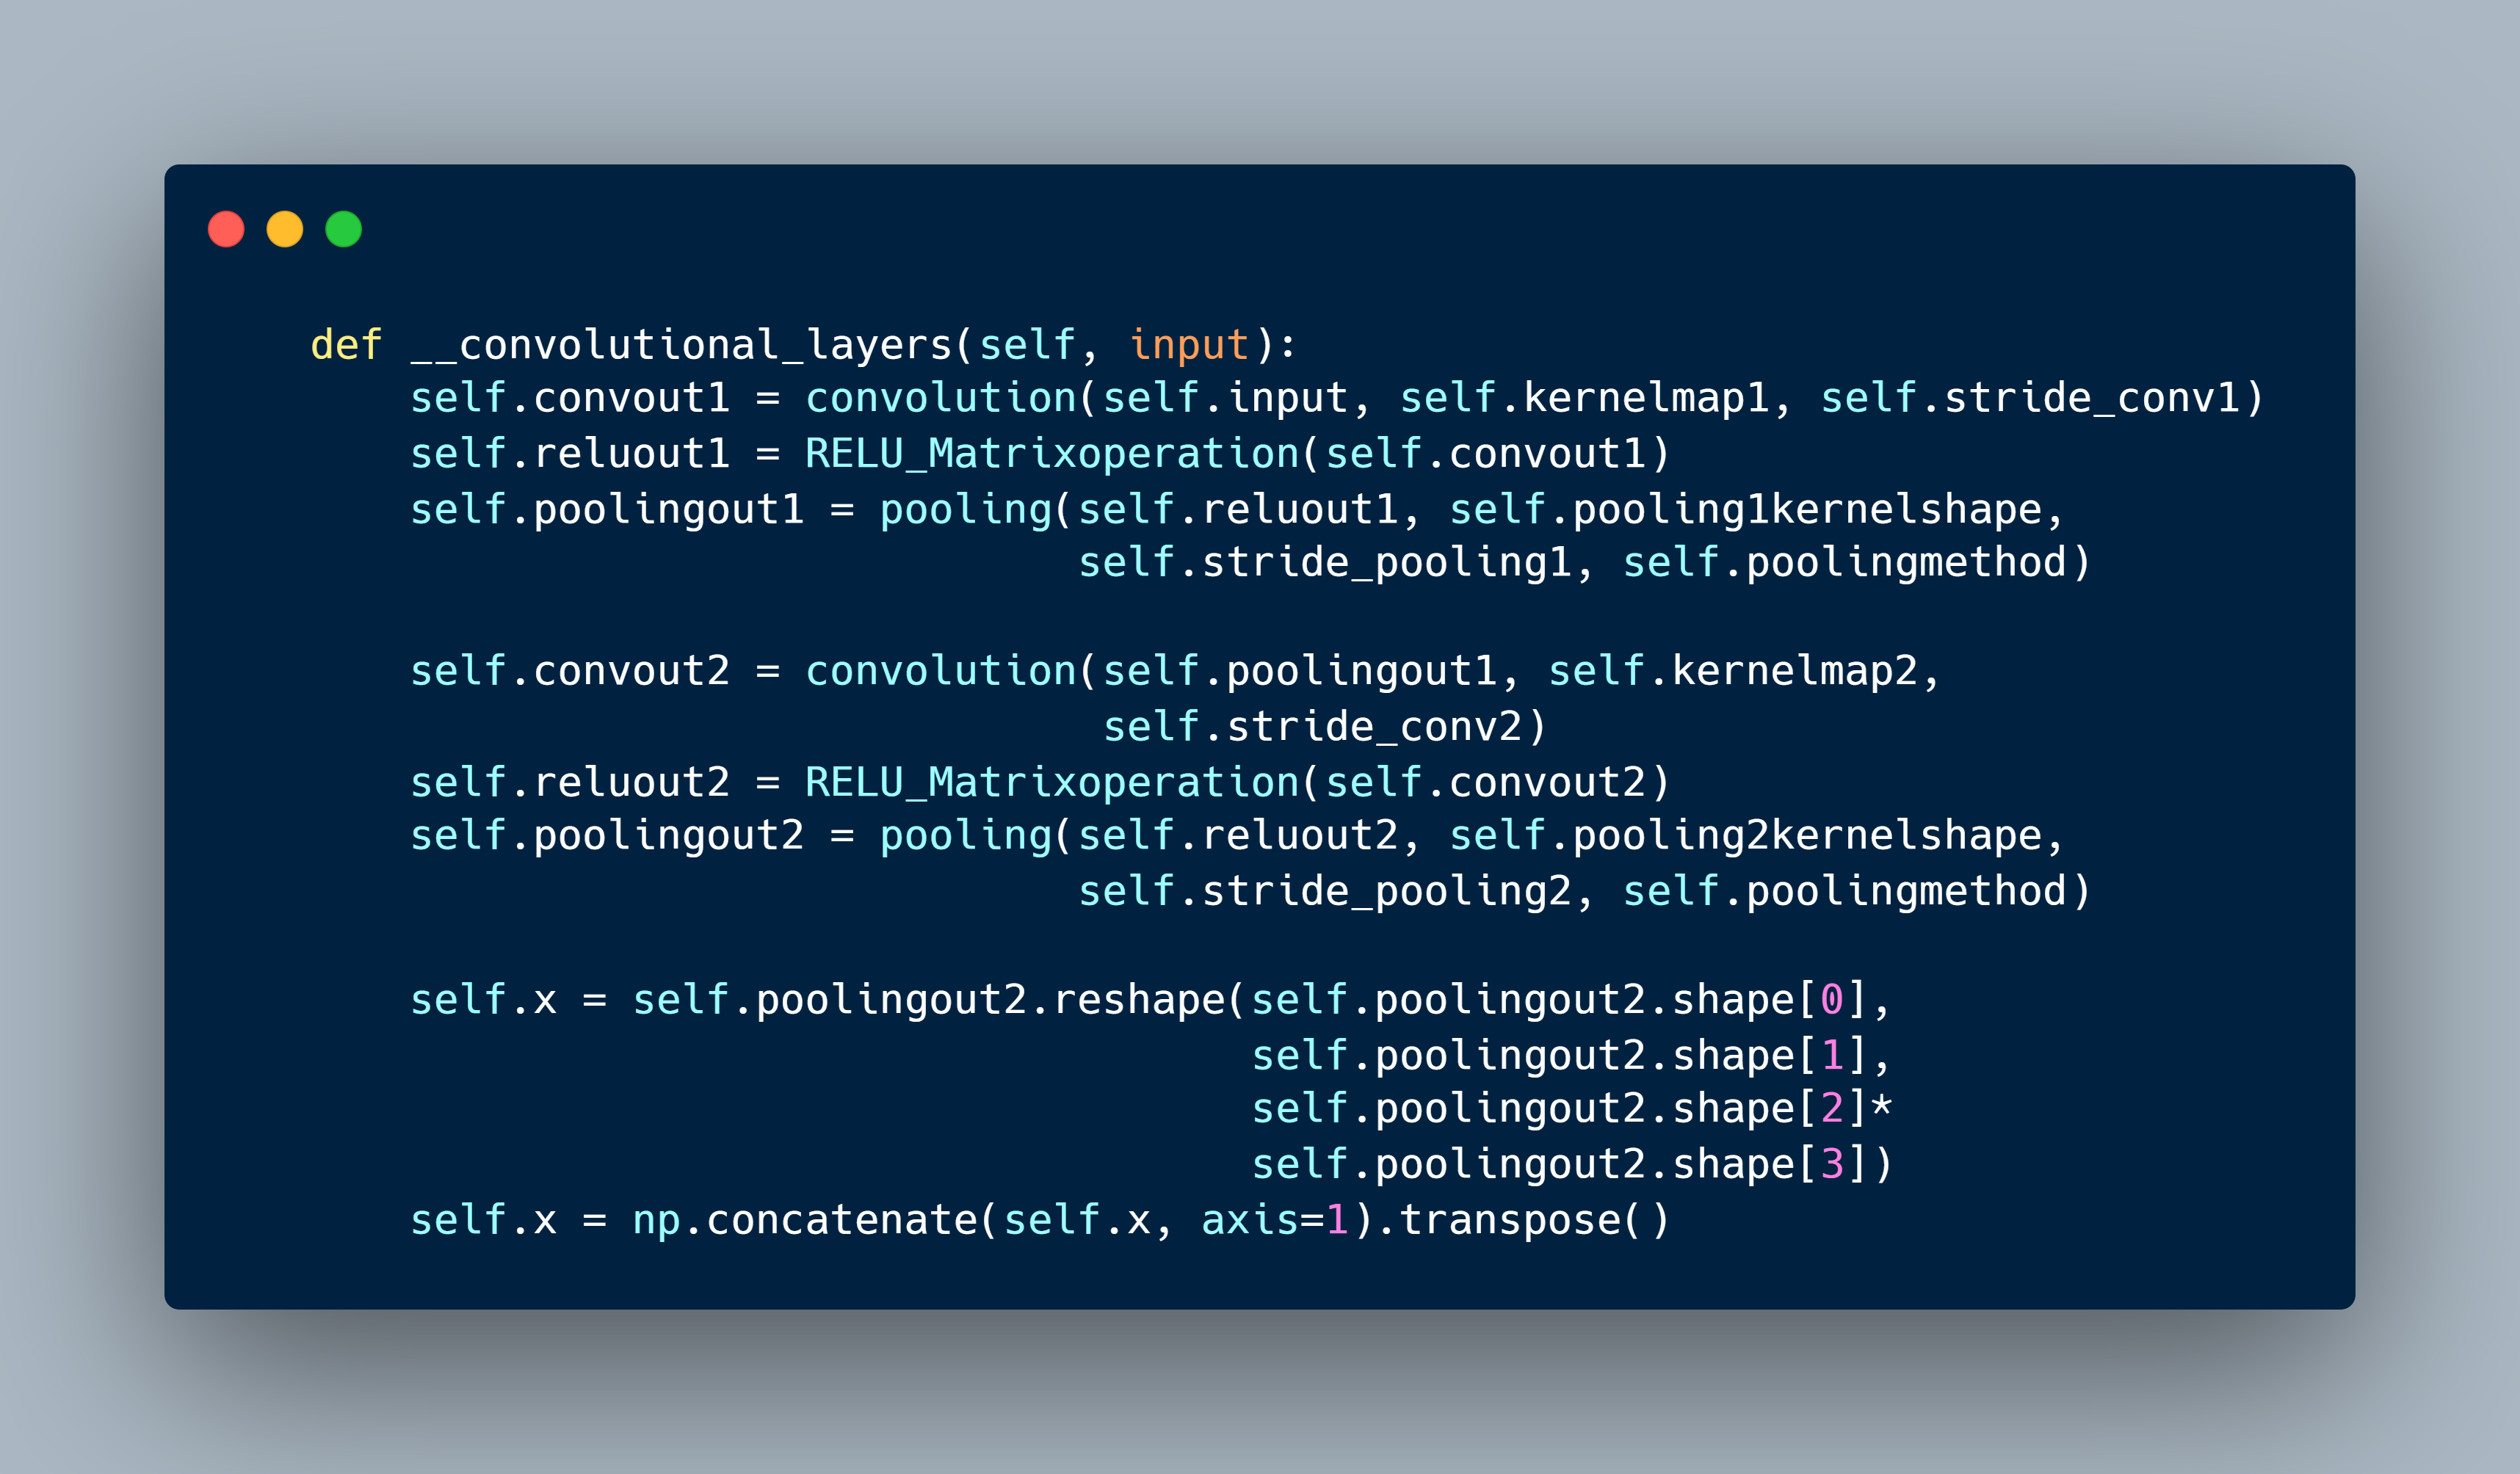 def __convolutional_layers(self, input):
    self.convout1 = convolution(self.input, self.kernelmap1, self.stride_conv1)
    self.reluout1 = RELU_Matrixoperation(self.convout1)
    self.poolingout1 = pooling(self.reluout1, self.pooling1kernelshape,
                               self.stride_pooling1, self.poolingmethod)

    self.convout2 = convolution(self.poolingout1, self.kernelmap2,
                                self.stride_conv2)
    self.reluout2 = RELU_Matrixoperation(self.convout2)
    self.poolingout2 = pooling(self.reluout2, self.pooling2kernelshape,
                               self.stride_pooling2, self.poolingmethod)

    self.x = self.poolingout2.reshape(self.poolingout2.shape[0],
                                      self.poolingout2.shape[1],
                                      self.poolingout2.shape[2]*
                                      self.poolingout2.shape[3])
    self.x = np.concatenate(self.x, axis=1).transpose()